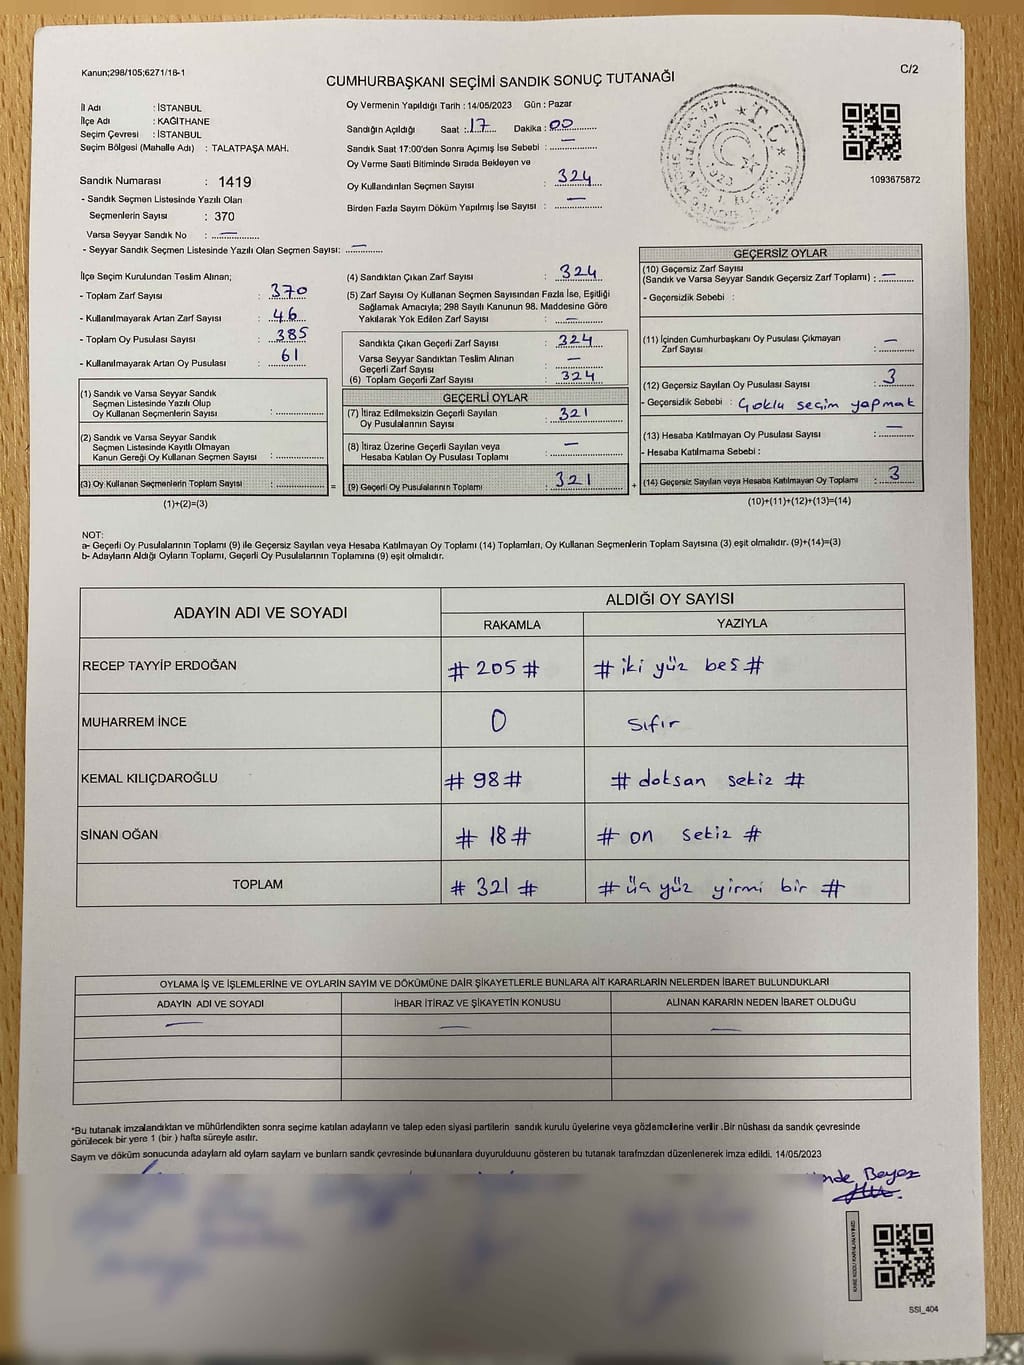 Kanun;298/105;6271/18-1
C/2
CUMHURBAŞKANI SEÇİMİ SANDIK SONUÇ TUTANAĞI
İl Adı : İSTANBUL
İlçe Adı : KAĞITHANE
Seçim Çevresi : İSTANBUL
Seçim Bölgesi (Mahalle Adı) : TALATPAŞA MAH.
Sandık Numarası : 1419
- Sandık Seçmen Listesinde Yazılı Olan
Seçmenlerin Sayısı : 370
Varsa Seyyar Sandık No : —
- Seyyar Sandık Seçmen Listesinde Yazılı Olan Seçmen Sayısı: —
Oy Vermenin Yapıldığı Tarih : 14/05/2023 Gün : Pazar
Sandığın Açıldığı Saat : 17 Dakika : 00
Sandık Saat 17:00'den Sonra Açımış İse Sebebi : —
Oy Verme Saati Bitiminde Sırada Bekleyen ve
Oy Kullandırılan Seçmen Sayısı : 324
Birden Fazla Sayım Döküm Yapılmış İse Sayısı : —
1093675872
İlçe Seçim Kurulundan Teslim Alınan;
- Toplam Zarf Sayısı : 370
- Kullanılmayarak Artan Zarf Sayısı : 46
- Toplam Oy Pusulası Sayısı : 385
- Kullanılmayarak Artan Oy Pusulası : 61
(1) Sandık ve Varsa Seyyar Sandık
Seçmen Listesinde Yazılı Olup
Oy Kullanan Seçmenlerin Sayısı :
(2) Sandık ve Varsa Seyyar Sandık
Seçmen Listesinde Kayıtlı Olmayan
Kanun Gereği Oy Kullanan Seçmen Sayısı :
(3) Oy Kullanan Seçmenlerin Toplam Sayısı : =
(1)+(2)=(3)
(4) Sandıktan Çıkan Zarf Sayısı : 324
(5) Zarf Sayısı Oy Kullanan Seçmen Sayısından Fazla İse, Eşitliği
Sağlamak Amacıyla; 298 Sayılı Kanunun 98. Maddesine Göre
Yakılarak Yok Edilen Zarf Sayısı : —
Sandıkta Çıkan Geçerli Zarf Sayısı : 324
Varsa Seyyar Sandıktan Teslim Alınan
Geçerli Zarf Sayısı : —
(6) Toplam Geçerli Zarf Sayısı : 324
GEÇERLİ OYLAR
(7) İtiraz Edilmeksizin Geçerli Sayılan
Oy Pusulalarının Sayısı : 321
(8) İtiraz Üzerine Geçerli Sayılan veya
Hesaba Katılan Oy Pusulası Toplamı : —
(9) Geçerli Oy Pusulalarının Toplamı : 321 +
GEÇERSİZ OYLAR
(10) Geçersiz Zarf Sayısı
(Sandık ve Varsa Seyyar Sandık Geçersiz Zarf Toplamı) : —
- Geçersizlik Sebebi :
(11) İçinden Cumhurbaşkanı Oy Pusulası Çıkmayan
Zarf Sayısı : —
(12) Geçersiz Sayılan Oy Pusulası Sayısı : 3
- Geçersizlik Sebebi : Çoklu seçim yapmak
(13) Hesaba Katılmayan Oy Pusulası Sayısı : —
- Hesaba Katılmama Sebebi :
(14) Geçersiz Sayılan veya Hesaba Katılmayan Oy Toplamı : 3
(10)+(11)+(12)+(13)=(14)
NOT:
a- Geçerli Oy Pusulalarının Toplamı (9) ile Geçersiz Sayılan veya Hesaba Katılmayan Oy Toplamı (14) Toplamları, Oy Kullanan Seçmenlerin Toplam Sayısına (3) eşit olmalıdır. (9)+(14)=(3)
b- Adayların Aldığı Oyların Toplamı, Geçerli Oy Pusulalarının Toplamına (9) eşit olmalıdır.
ADAYIN ADI VE SOYADI
ALDIĞI OY SAYISI
RAKAMLA YAZIYLA
RECEP TAYYİP ERDOĞAN # 205 # # iki yüz beş #
MUHARREM İNCE 0 sıfır
KEMAL KILIÇDAROĞLU # 98 # # doksan sekiz #
SİNAN OĞAN # 18 # # on sekiz #
TOPLAM # 321 # # üç yüz yirmi bir #
OYLAMA İŞ VE İŞLEMLERİNE VE OYLARIN SAYIM VE DÖKÜMÜNE DAİR ŞİKAYETLERLE BUNLARA AİT KARARLARIN NELERDEN İBARET BULUNDUKLARI
ADAYIN ADI VE SOYADI İHBAR İTİRAZ VE ŞİKAYETİN KONUSU ALINAN KARARIN NEDEN İBARET OLDUĞU
— — —
*Bu tutanak imzalandıktan ve mühürlendikten sonra seçime katılan adayların ve talep eden siyasi partilerin sandık kurulu üyelerine veya gözlemcilerine verilir .Bir nüshası da sandık çevresinde
görülecek bir yere 1 (bir ) hafta süreyle asılır.
Sayım ve döküm sonucunda adayların ald oyların sayları ve bunların sandk çevresinde bulunanlara duyurulduunu gösteren bu tutanak tarafımzdan düzenlenerek imza edildi. 14/05/2023
Beyaz
SSI_404